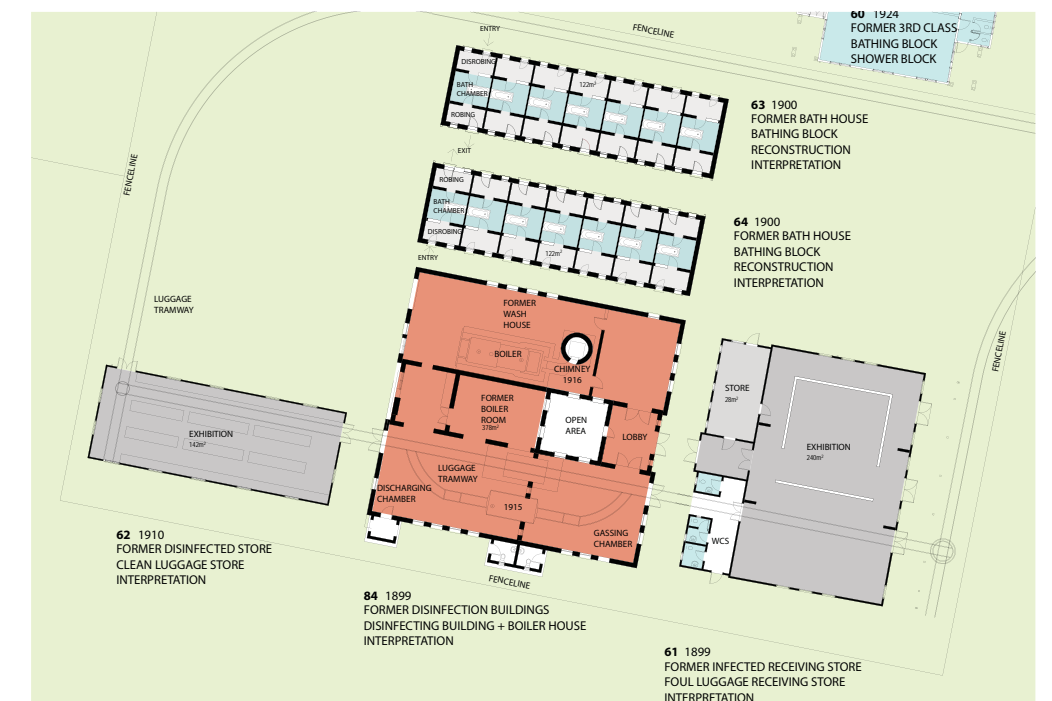 60 1924
FORMER 3RD CLASS
BATHING BLOCK
SHOWER BLOCK
FENCELINE
ENTRY
DISROBING
BATH
CHAMBER
ROBING
122m²
63 1900
FORMER BATH HOUSE
BATHING BLOCK
RECONSTRUCTION
INTERPRETATION
EXIT
ROBING
BATH
CHAMBER
DISROBING
122m²
ENTRY
64 1900
FORMER BATH HOUSE
BATHING BLOCK
RECONSTRUCTION
INTERPRETATION
FENCELINE
LUGGAGE
TRAMWAY
FORMER
WASH
HOUSE
BOILER
CHIMNEY
1916
FORMER
BOILER
ROOM
378m²
OPEN
AREA
LOBBY
LUGGAGE
TRAMWAY
DISCHARGING
CHAMBER
1915
GASSING
CHAMBER
EXHIBITION
142m²
STORE
28m²
EXHIBITION
240m²
WCS
FENCELINE
FENCELINE
62 1910
FORMER DISINFECTED STORE
CLEAN LUGGAGE STORE
INTERPRETATION
84 1899
FORMER DISINFECTION BUILDINGS
DISINFECTING BUILDING + BOILER HOUSE
INTERPRETATION
61 1899
FORMER INFECTED RECEIVING STORE
FOUL LUGGAGE RECEIVING STORE
INTERPRETATION